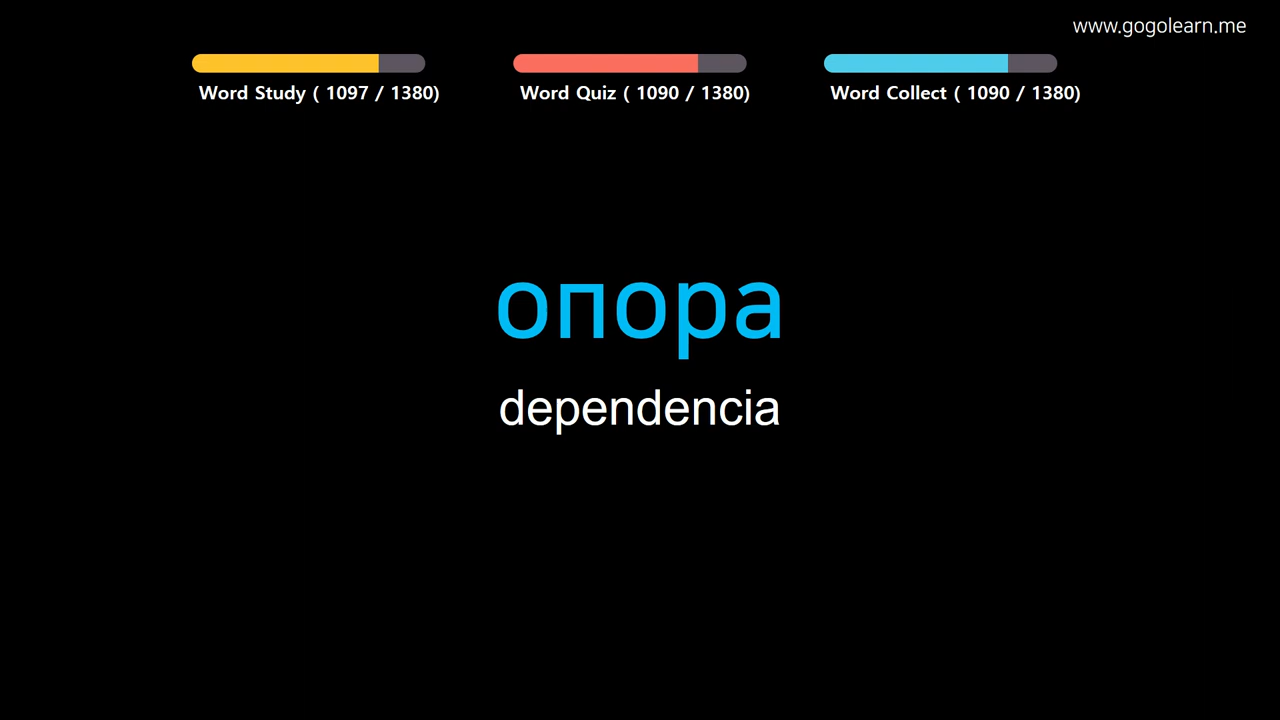 www.gogolearn.me
Word Study ( 1097 / 1380)
Word Quiz ( 1090 / 1380)
Word Collect ( 1090 / 1380)
опора
dependencia